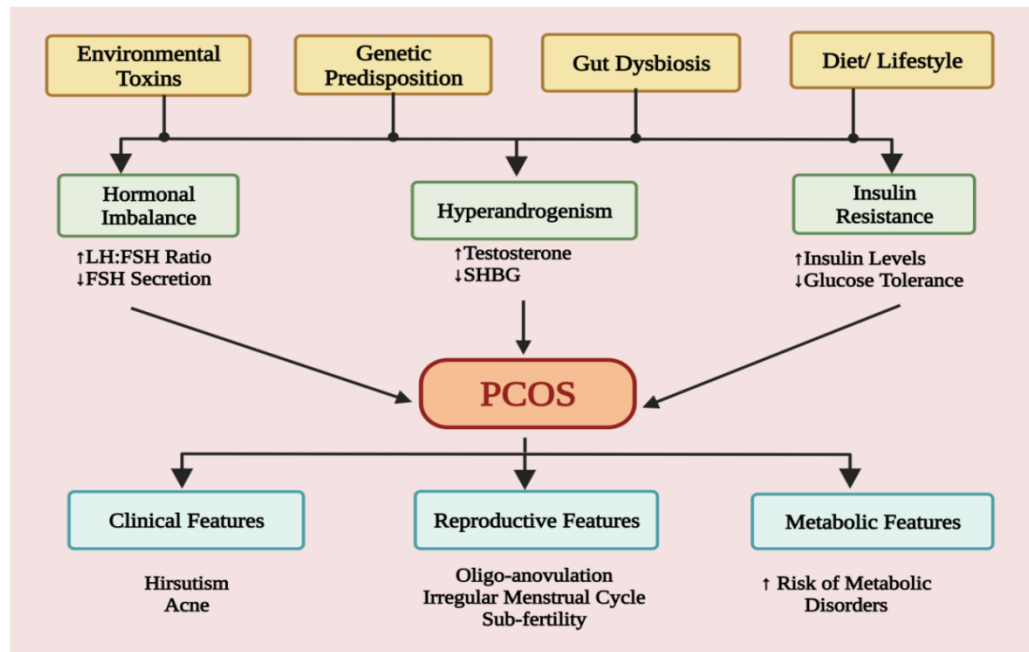 Environmental
Toxins
Genetic
Predisposition
Gut Dysbiosis
Diet/ Lifestyle
Hormonal
Imbalance
↑LH:FSH Ratio
↓FSH Secretion
Hyperandrogenism
↑Testosterone
↓SHBG
Insulin
Resistance
↑Insulin Levels
↓Glucose Tolerance
PCOS
Clinical Features
Hirsutism
Acne
Reproductive Features
Oligo-anovulation
Irregular Menstrual Cycle
Sub-fertility
Metabolic Features
↑ Risk of Metabolic
Disorders